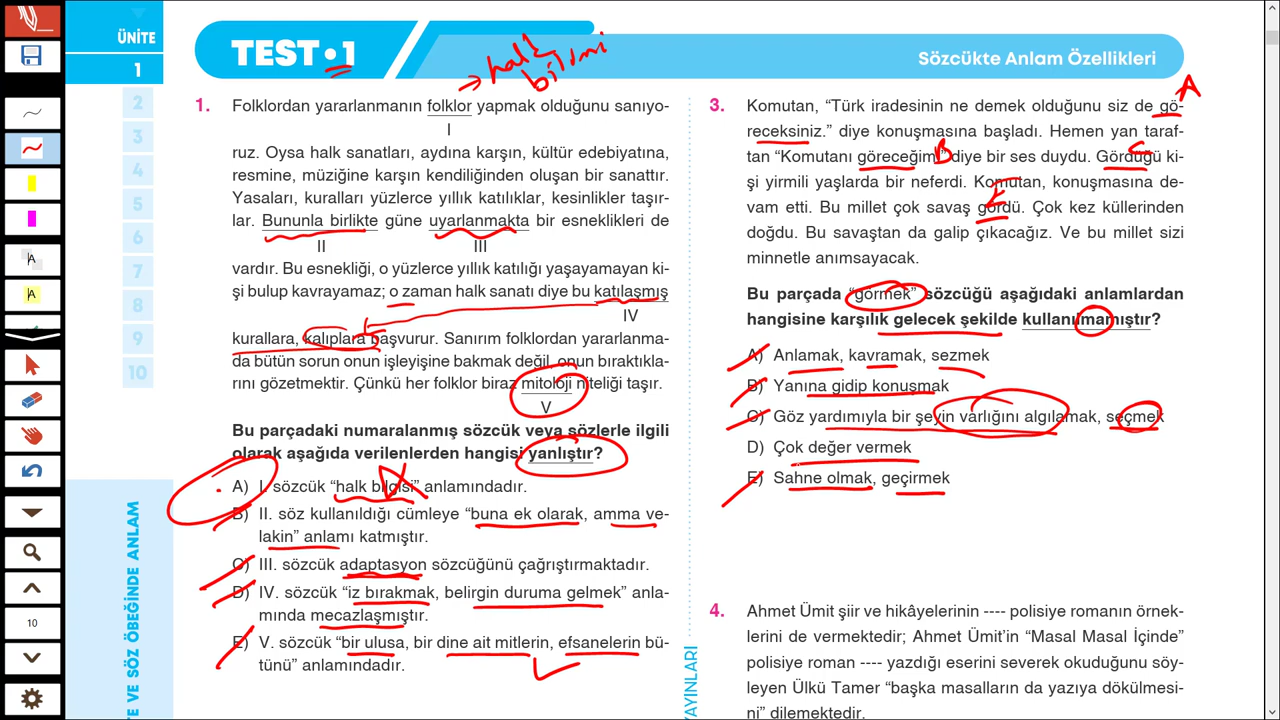 ÜNİTE
1
2
3
4
5
6
7
8
9
10
TEST•1
Sözcükte Anlam Özellikleri
halk
bilimi
1. Folklordan yararlanmanın folklor yapmak olduğunu sanıyo-
I
ruz. Oysa halk sanatları, aydına karşın, kültür edebiyatına,
resmine, müziğine karşın kendiliğinden oluşan bir sanattır.
Yasaları, kuralları yüzlerce yıllık katılıklar, kesinlikler taşır-
lar. Bununla birlikte güne uyarlanmakta bir esneklikleri de
II III
vardır. Bu esnekliği, o yüzlerce yıllık katılığı yaşayamayan ki-
şi bulup kavrayamaz; o zaman halk sanatı diye bu katılaşmış
IV
kurallara, kalıplara başvurur. Sanırım folklordan yararlanma-
da bütün sorun onun işleyişine bakmak değil, onun bıraktıkla-
rını gözetmektir. Çünkü her folklor biraz mitoloji niteliği taşır.
V
Bu parçadaki numaralanmış sözcük veya sözlerle ilgili
olarak aşağıda verilenlerden hangisi yanlıştır?
A) I. sözcük “halk bilgisi” anlamındadır.
B) II. söz kullanıldığı cümleye “buna ek olarak, amma ve-
lakin” anlamı katmıştır.
C) III. sözcük adaptasyon sözcüğünü çağrıştırmaktadır.
D) IV. sözcük “iz bırakmak, belirgin duruma gelmek” anla-
mında mecazlaşmıştır.
E) V. sözcük “bir ulusa, bir dine ait mitlerin, efsanelerin bü-
tünü” anlamındadır.
3. Komutan, “Türk iradesinin ne demek olduğunu siz de gö-
A
receksiniz.” diye konuşmasına başladı. Hemen yan taraf-
tan “Komutanı göreceğim” diye bir ses duydu. Gördüğü ki-
B C
şi yirmili yaşlarda bir neferdi. Komutan, konuşmasına de-
E
vam etti. Bu millet çok savaş gördü. Çok kez küllerinden
doğdu. Bu savaştan da galip çıkacağız. Ve bu millet sizi
minnetle anımsayacak.
Bu parçada “görmek” sözcüğü aşağıdaki anlamlardan
hangisine karşılık gelecek şekilde kullanılmamıştır?
A) Anlamak, kavramak, sezmek
B) Yanına gidip konuşmak
C) Göz yardımıyla bir şeyin varlığını algılamak, seçmek
D) Çok değer vermek
E) Sahne olmak, geçirmek
4. Ahmet Ümit şiir ve hikâyelerinin ---- polisiye romanın örnek-
lerini de vermektedir; Ahmet Ümit’in “Masal Masal İçinde”
polisiye roman ---- yazdığı eserini severek okuduğunu söy-
leyen Ülkü Tamer “başka masalların da yazıya dökülmesi-
ni” dilemektedir.
TE VE SÖZ ÖBEĞİNDE ANLAM
YAYINLARI
A
A
10